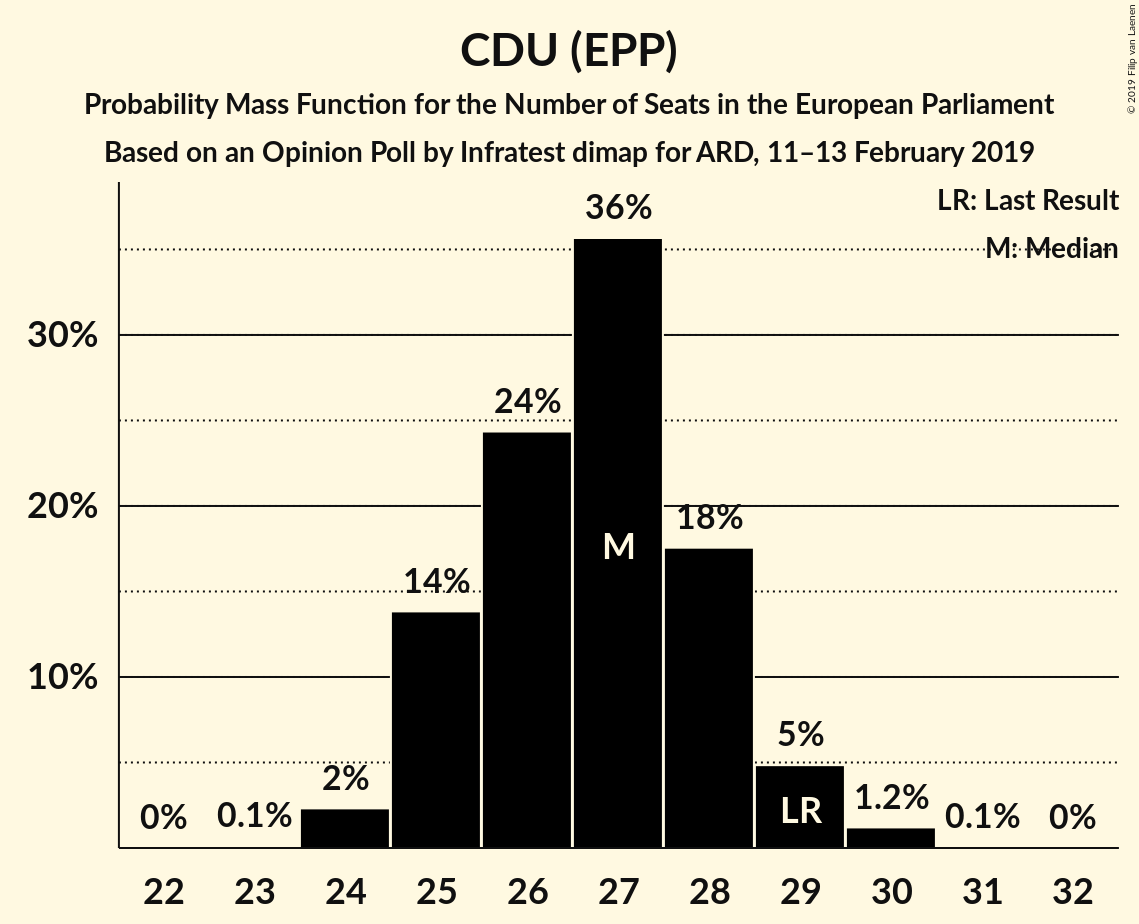 CDU (EPP)
Probability Mass Function for the Number of Seats in the European Parliament
Based on an Opinion Poll by Infratest dimap for ARD, 11–13 February 2019
© 2019 Filip van Laenen
LR: Last Result
M: Median
36%
30%
24%
20%
18%
M
14%
10%
5%
2%
1.2%
LR
0%
0.1%
0.1%
0%
22 23 24 25 26 27 28 29 30 31 32